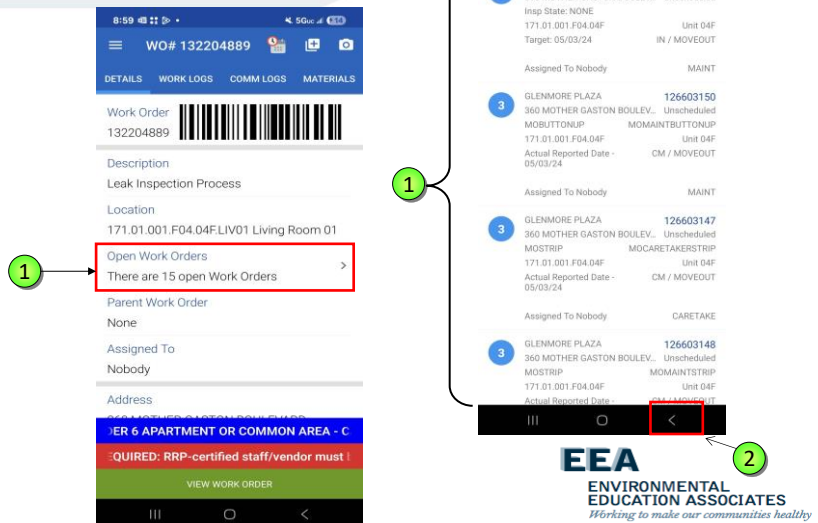 8:59
5Guc
WO# 132204889
DETAILS WORK LOGS COMM LOGS MATERIALS
Work Order
132204889
Description
Leak Inspection Process
Location
171.01.001.F04.04F.LIV01 Living Room 01
1
Open Work Orders
There are 15 open Work Orders
Parent Work Order
None
Assigned To
Nobody
Address
DER 6 APARTMENT OR COMMON AREA - C
EQUIRED: RRP-certified staff/vendor must
VIEW WORK ORDER
1
Insp State: NONE
171.01.001.F04.04F Unit 04F
Target: 05/03/24 IN / MOVEOUT
Assigned To Nobody MAINT
3
GLENMORE PLAZA 126603150
360 MOTHER GASTON BOULEV... Unscheduled
MOBUTTONUP MOMAINTBUTTONUP
171.01.001.F04.04F Unit 04F
Actual Reported Date - CM / MOVEOUT
05/03/24
Assigned To Nobody MAINT
3
GLENMORE PLAZA 126603147
360 MOTHER GASTON BOULEV... Unscheduled
MOSTRIP MOCARETAKERSTRIP
171.01.001.F04.04F Unit 04F
Actual Reported Date - CM / MOVEOUT
05/03/24
Assigned To Nobody CARETAKE
3
GLENMORE PLAZA 126603148
360 MOTHER GASTON BOULEV... Unscheduled
MOSTRIP MOMAINTSTRIP
171.01.001.F04.04F Unit 04F
Actual Reported Date - CM / MOVEOUT
2
EEA
ENVIRONMENTAL
EDUCATION ASSOCIATES
Working to make our communities healthy